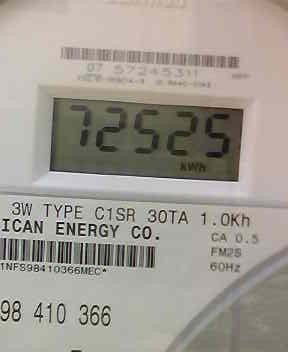 07 57245311
72525
kWh
3W TYPE C1SR 30TA 1.0Kh
ICAN ENERGY CO.
CA 0.5
FM2S
60Hz
1NFS98410366MEC*
98 410 366